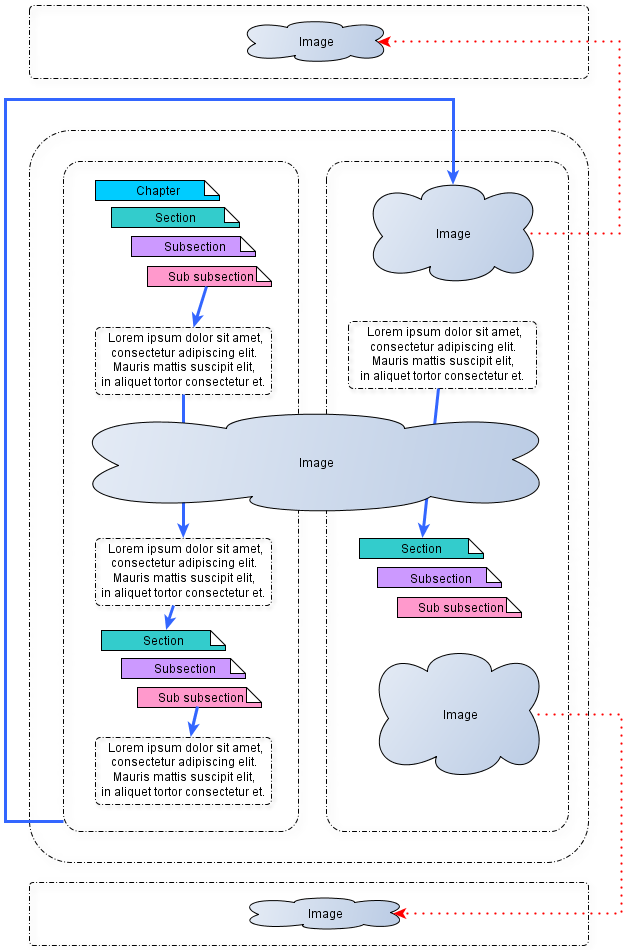 Image
Chapter
Section
Subsection
Sub subsection
Lorem ipsum dolor sit amet,
consectetur adipiscing elit.
Mauris mattis suscipit elit,
in aliquet tortor consectetur et.
Image
Lorem ipsum dolor sit amet,
consectetur adipiscing elit.
Mauris mattis suscipit elit,
in aliquet tortor consectetur et.
Section
Subsection
Sub subsection
Lorem ipsum dolor sit amet,
consectetur adipiscing elit.
Mauris mattis suscipit elit,
in aliquet tortor consectetur et.
Image
Lorem ipsum dolor sit amet,
consectetur adipiscing elit.
Mauris mattis suscipit elit,
in aliquet tortor consectetur et.
Section
Subsection
Sub subsection
Image
Image